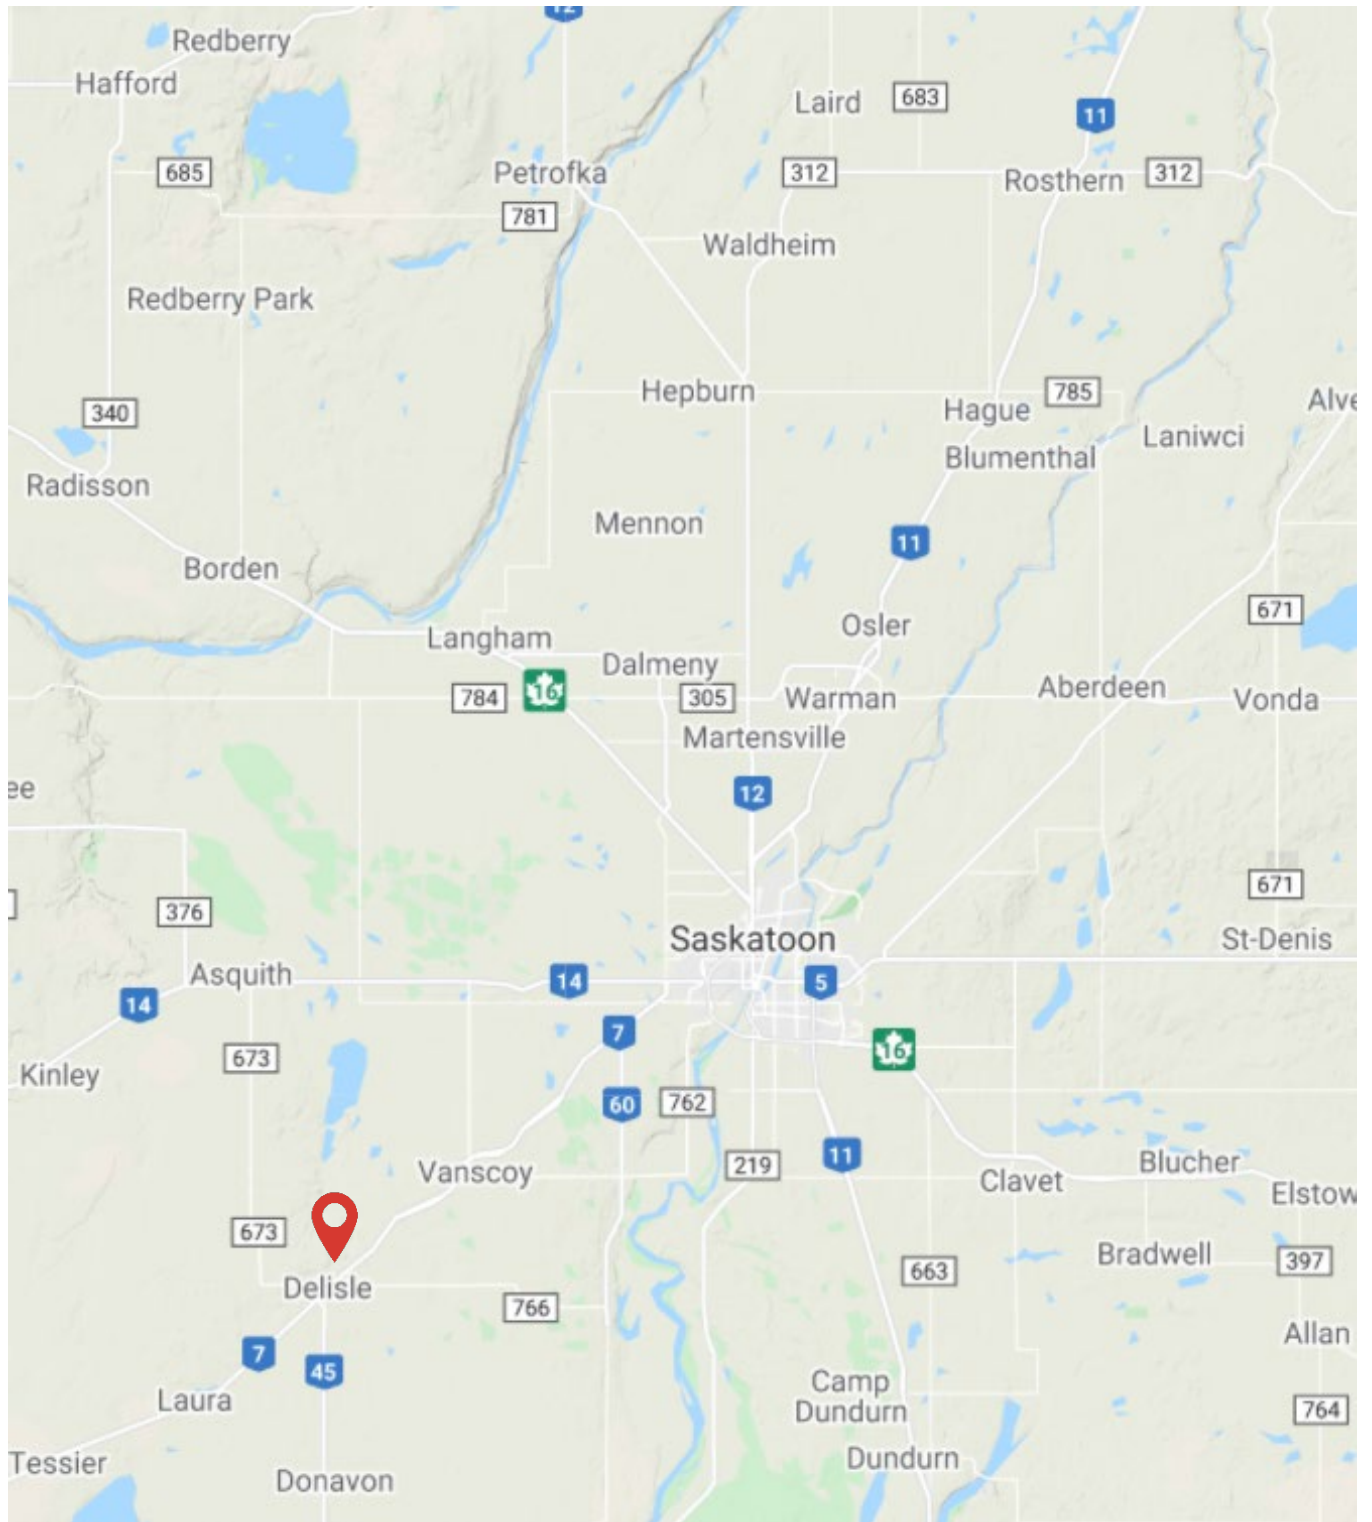 12
Redberry
Hafford
Laird
683
11
685
Petrofka
312
Rosthern
312
781
Waldheim
Redberry Park
Hepburn
785
340
Hague
Alve
Laniwci
Blumenthal
Radisson
Mennon
11
Borden
671
Osler
Langham
Dalmeny
16
784
305
Warman
Aberdeen
Vonda
Martensville
ee
12
671
376
Saskatoon
St-Denis
Asquith
14
5
14
7
16
673
Kinley
60
762
11
219
Vanscoy
Blucher
Clavet
Elstow
673
Bradwell
397
663
Delisle
766
Allan
7
45
Camp
Dundurn
Laura
764
Tessier
Dundurn
Donavon